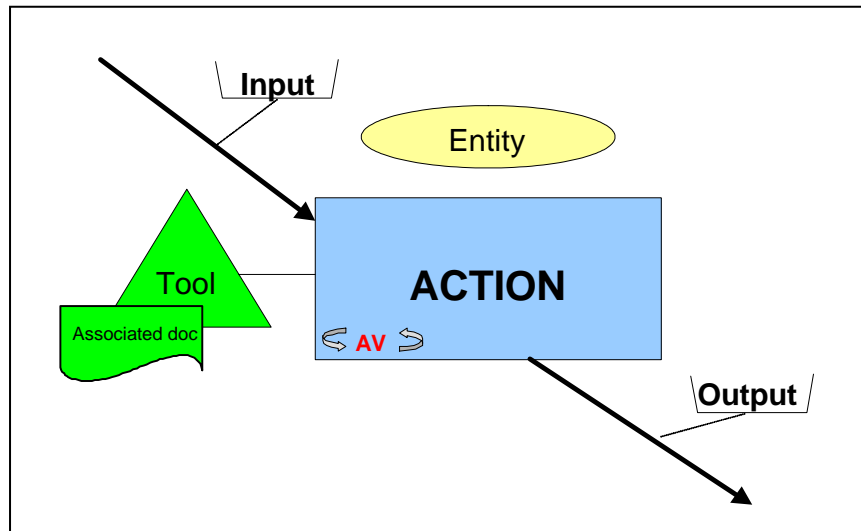 Input
Entity
Tool
ACTION
Associated doc
AV
Output